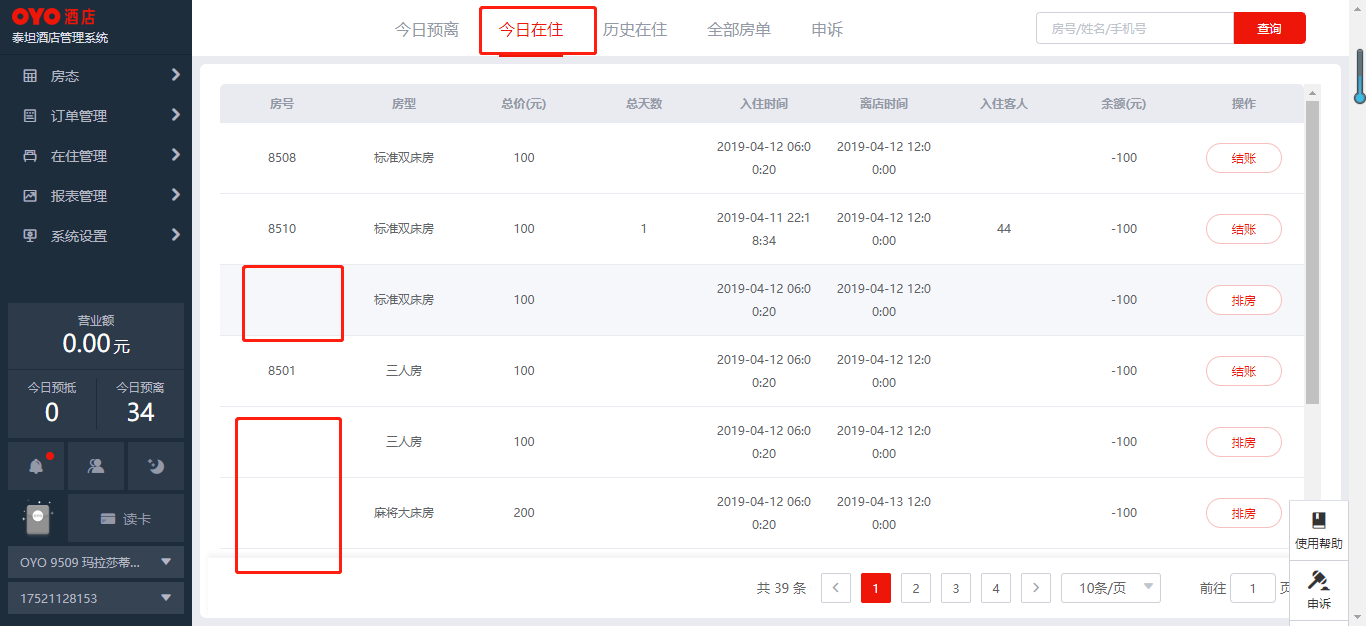 OYO 酒店
泰坦酒店管理系统
房态
订单管理
在住管理
报表管理
系统设置
营业额
0.00元
今日预抵 今日预离
0 34
读卡
OYO 9509 玛拉莎蒂...
17521128153
今日预离 今日在住 历史在住 全部房单 申诉
房号/姓名/手机号 查询
房号 房型 总价(元) 总天数 入住时间 离店时间 入住客人 余额(元) 操作
8508 标准双床房 100 2019-04-12 06:00:20 2019-04-12 12:00:00 -100 结账
8510 标准双床房 100 1 2019-04-11 22:18:34 2019-04-12 12:00:00 44 -100 结账
标准双床房 100 2019-04-12 06:00:20 2019-04-12 12:00:00 -100 排房
8501 三人房 100 2019-04-12 06:00:20 2019-04-12 12:00:00 -100 结账
三人房 100 2019-04-12 06:00:20 2019-04-12 12:00:00 -100 排房
麻将大床房 200 2019-04-12 06:00:20 2019-04-13 12:00:00 -100 排房
共 39 条 1 2 3 4 10条/页 前往 1 页
使用帮助
申诉